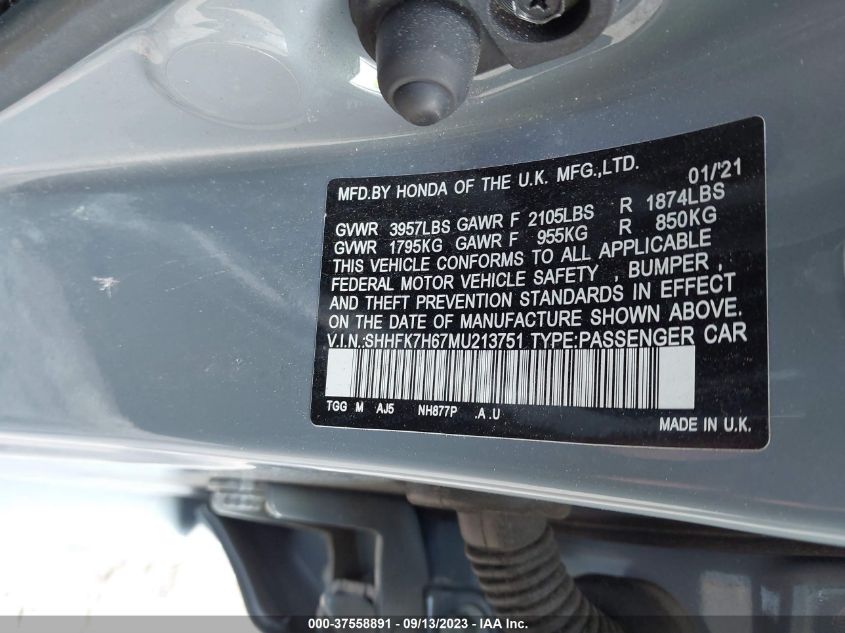 MFD.BY HONDA OF THE U.K. MFG.,LTD. 01/'21
GVWR 3957LBS GAWR F 2105LBS R 1874LBS
GVWR 1795KG GAWR F 955KG R 850KG
THIS VEHICLE CONFORMS TO ALL APPLICABLE
FEDERAL MOTOR VEHICLE SAFETY , BUMPER ,
AND THEFT PREVENTION STANDARDS IN EFFECT
ON THE DATE OF MANUFACTURE SHOWN ABOVE.
V.I.N.:SHHFK7H67MU213751 TYPE:PASSENGER CAR
TGG M AJ5 NH877P .A .U
MADE IN U.K.
000-37558891 - 09/13/2023 - IAA Inc.